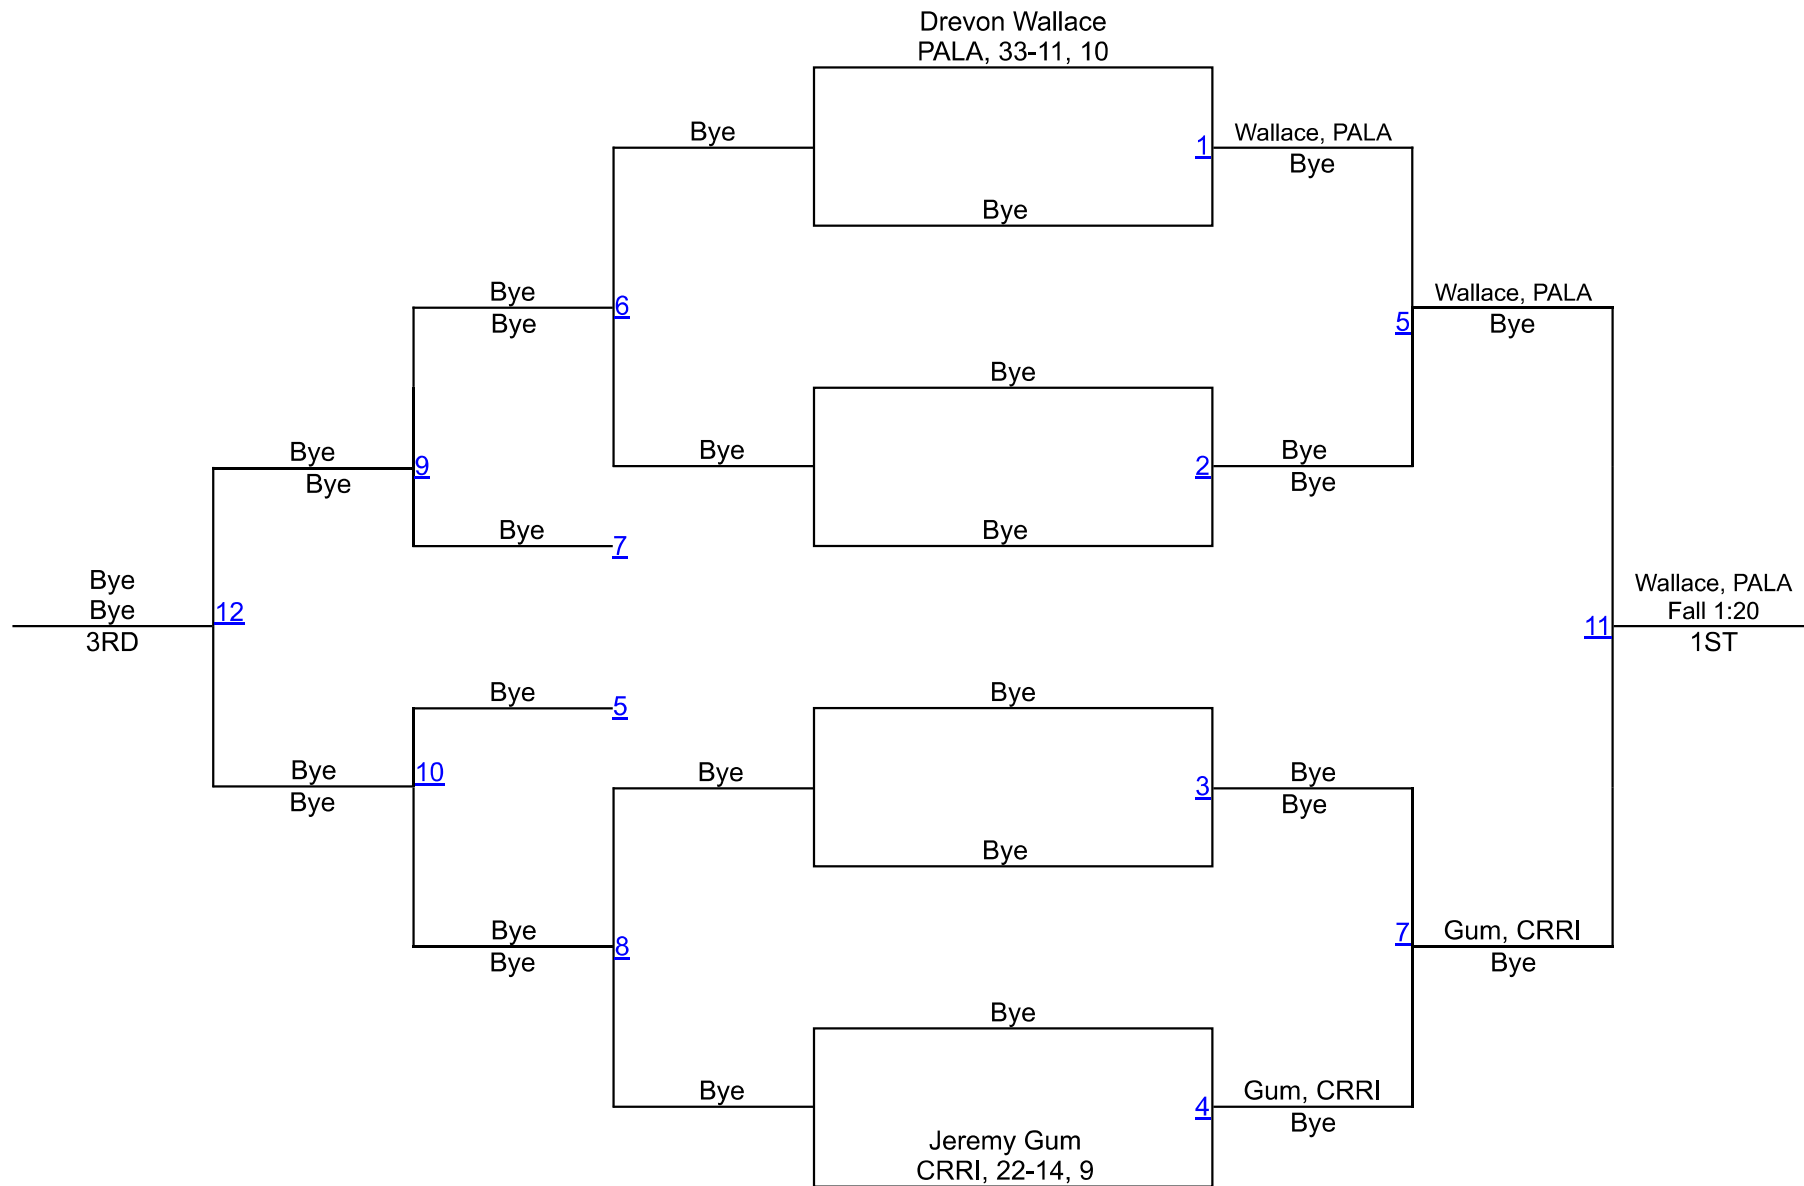 Drevon Wallace
PALA, 33-11, 10
Bye
1
Wallace, PALA
Bye
Bye
Bye
Bye
6
Wallace, PALA
Bye
5
Bye
Bye
2
Bye
Bye
Bye
Bye
Bye
9
Bye
7
Bye
Bye
3RD
12
Wallace, PALA
Fall 1:20
1ST
11
Bye
5
Bye
Bye
Bye
10
Bye
3
Bye
Bye
Bye
Bye
Bye
8
7
Gum, CRRI
Bye
Bye
Bye
4
Gum, CRRI
Bye
Jeremy Gum
CRRI, 22-14, 9